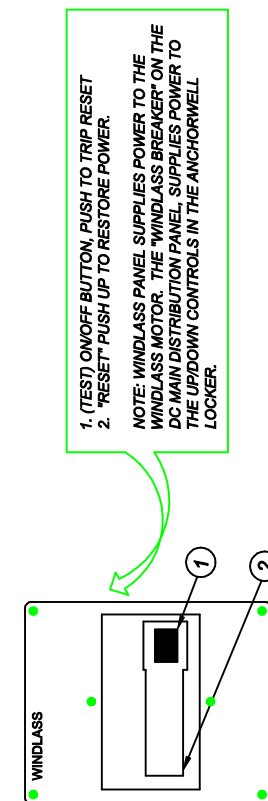 1. (TEST) ON/OFF BUTTON, PUSH TO TRIP RESET
2. "RESET" PUSH UP TO RESTORE POWER.
NOTE: WINDLASS PANEL SUPPLIES POWER TO THE
WINDLASS MOTOR. THE "WINDLASS BREAKER" ON THE
DC MAIN DISTRIBUTION PANEL, SUPPLIES POWER TO
THE UP/DOWN CONTROLS IN THE ANCHORWELL
LOCKER.
WINDLASS
1
2